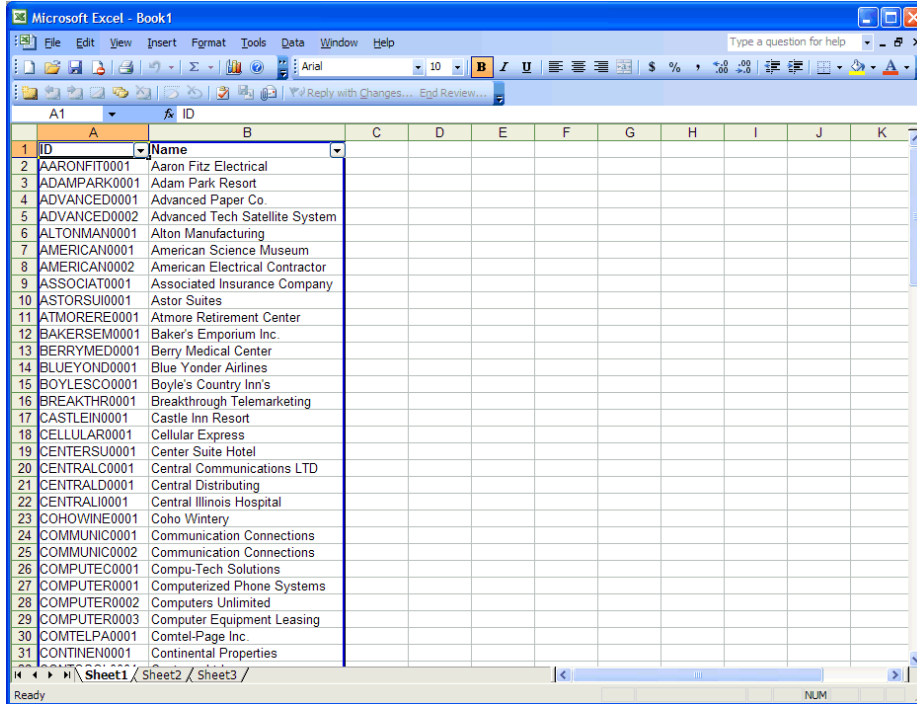 Microsoft Excel - Book1
File Edit View Insert Format Tools Data Window Help Type a question for help
Arial 10 B I U $ % ,
Reply with Changes... End Review...
A1 fx ID
A B C D E F G H I J K
1 ID Name
2 AARONFIT0001 Aaron Fitz Electrical
3 ADAMPARK0001 Adam Park Resort
4 ADVANCED0001 Advanced Paper Co.
5 ADVANCED0002 Advanced Tech Satellite System
6 ALTONMAN0001 Alton Manufacturing
7 AMERICAN0001 American Science Museum
8 AMERICAN0002 American Electrical Contractor
9 ASSOCIAT0001 Associated Insurance Company
10 ASTORSUI0001 Astor Suites
11 ATMORERE0001 Atmore Retirement Center
12 BAKERSEM0001 Baker's Emporium Inc.
13 BERRYMED0001 Berry Medical Center
14 BLUEYOND0001 Blue Yonder Airlines
15 BOYLESCO0001 Boyle's Country Inn's
16 BREAKTHR0001 Breakthrough Telemarketing
17 CASTLEIN0001 Castle Inn Resort
18 CELLULAR0001 Cellular Express
19 CENTERSU0001 Center Suite Hotel
20 CENTRALC0001 Central Communications LTD
21 CENTRALD0001 Central Distributing
22 CENTRALI0001 Central Illinois Hospital
23 COHOWINE0001 Coho Wintery
24 COMMUNIC0001 Communication Connections
25 COMMUNIC0002 Communication Connections
26 COMPUTEC0001 Compu-Tech Solutions
27 COMPUTER0001 Computerized Phone Systems
28 COMPUTER0002 Computers Unlimited
29 COMPUTER0003 Computer Equipment Leasing
30 COMTELPA0001 Comtel-Page Inc.
31 CONTINEN0001 Continental Properties
Sheet1 Sheet2 Sheet3
Ready NUM